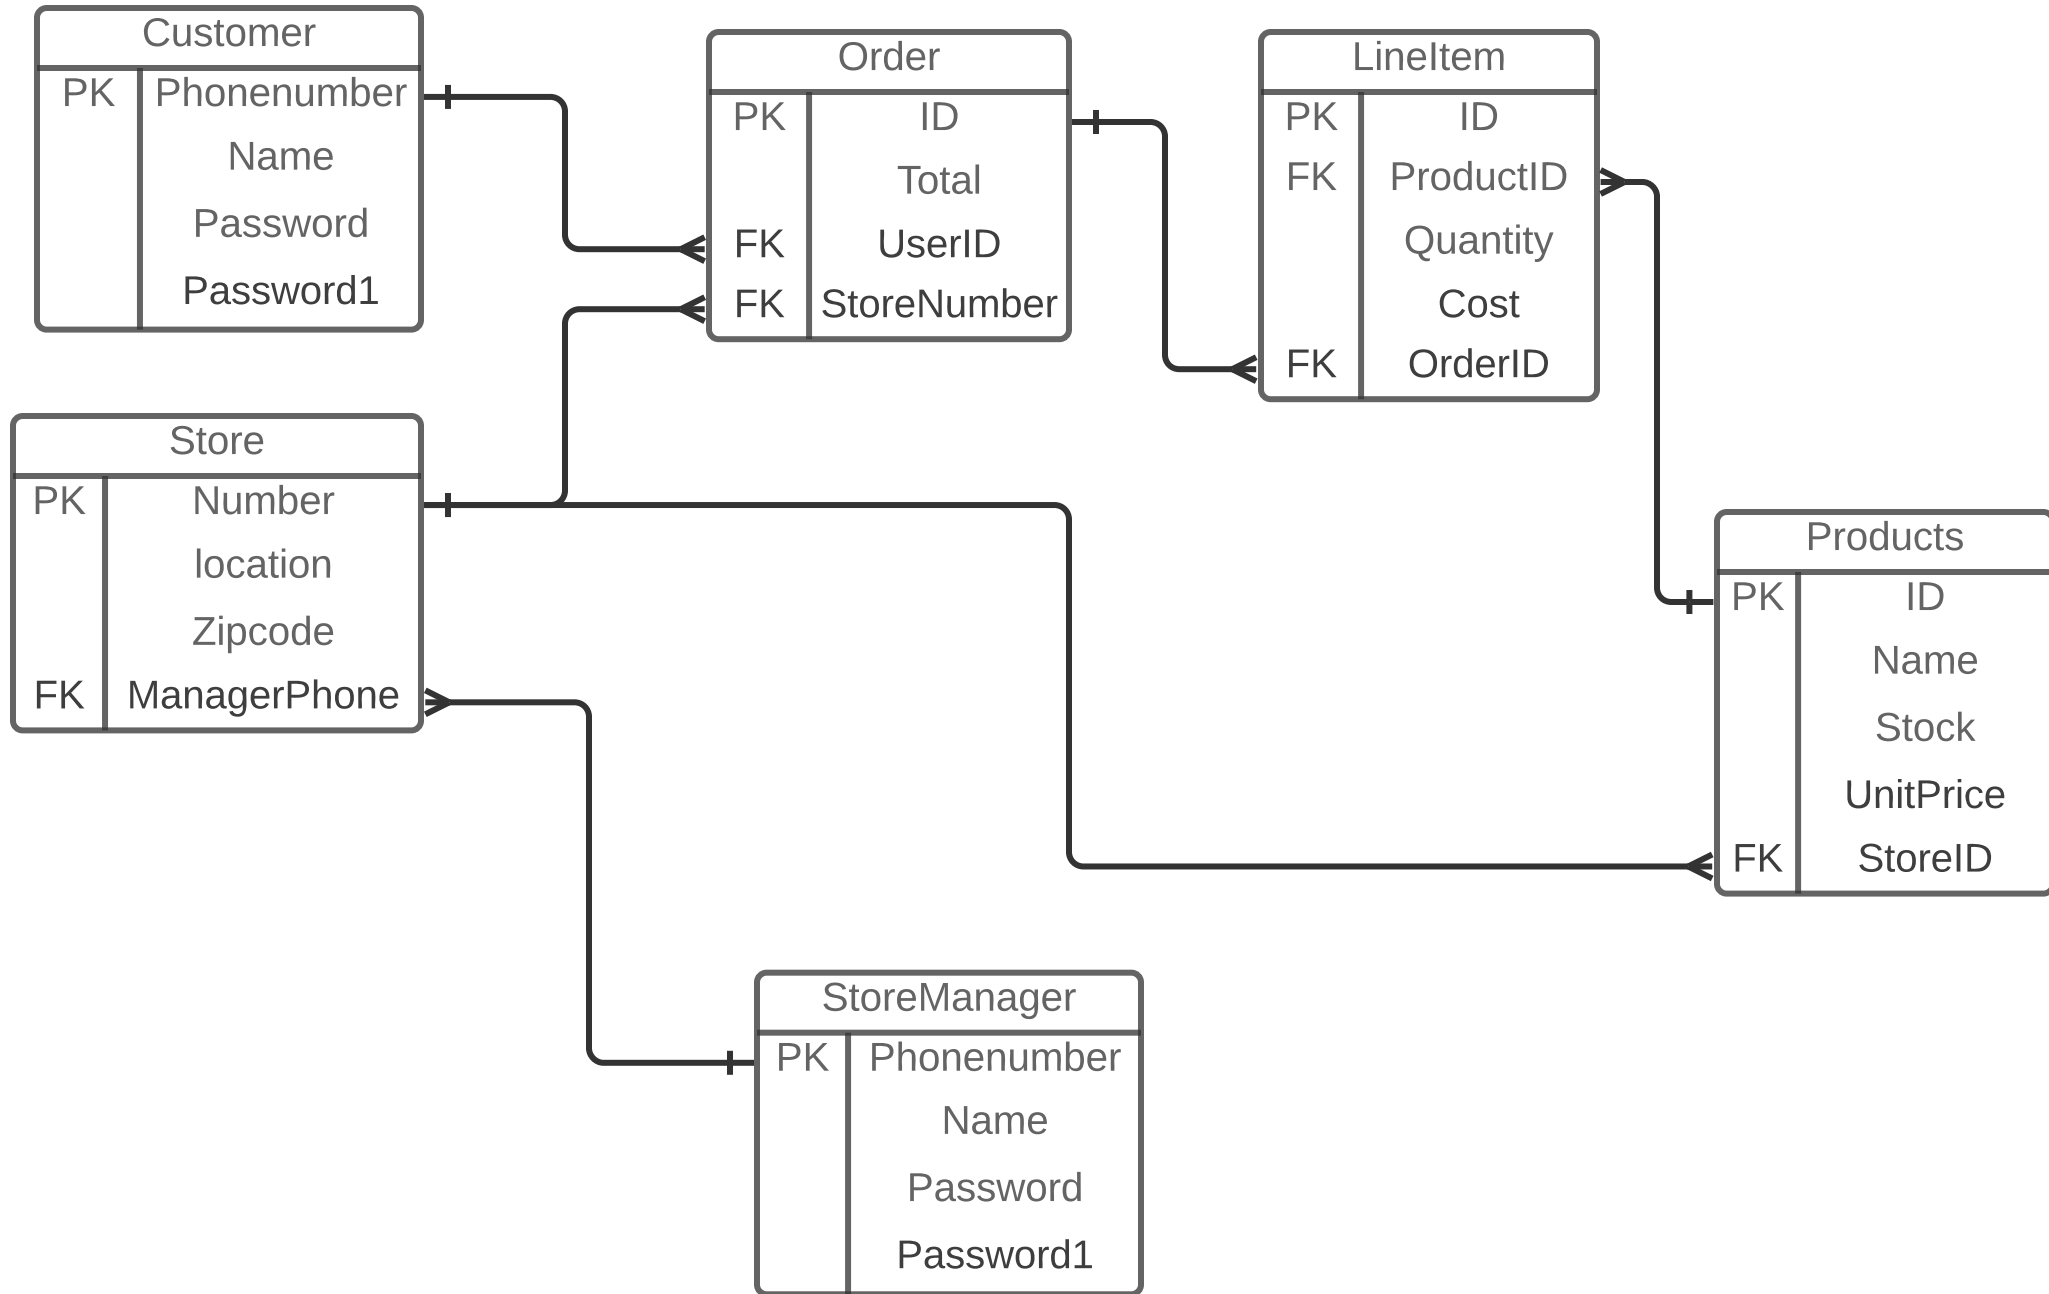 Customer
PK Phonenumber
Name
Password
Password1
Order
PK ID
Total
FK UserID
FK StoreNumber
LineItem
PK ID
FK ProductID
Quantity
Cost
FK OrderID
Store
PK Number
location
Zipcode
FK ManagerPhone
Products
PK ID
Name
Stock
UnitPrice
FK StoreID
StoreManager
PK Phonenumber
Name
Password
Password1